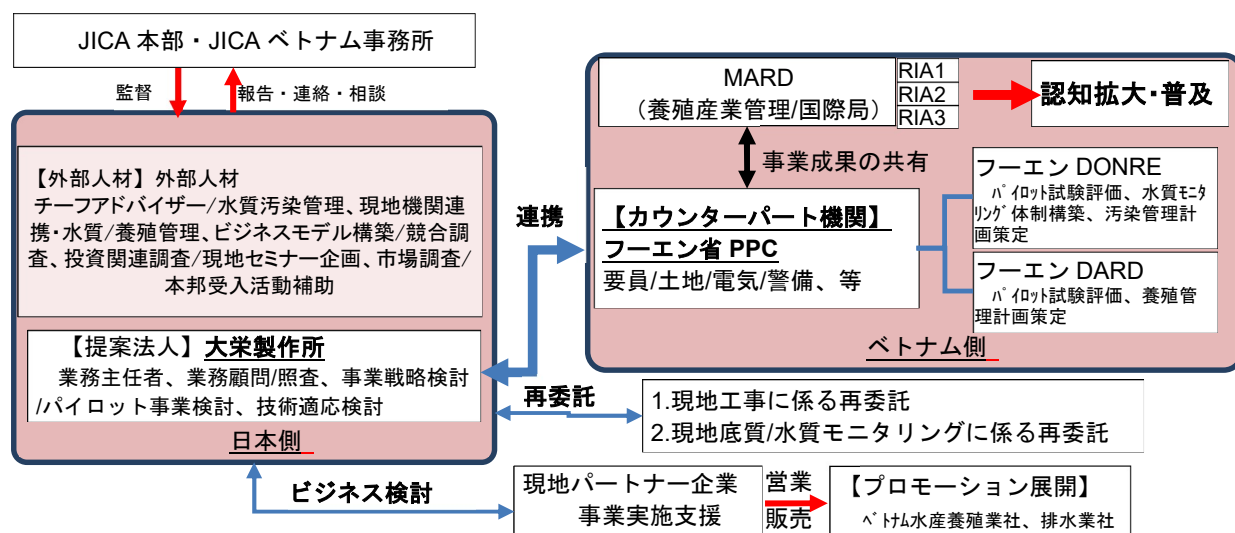 JICA 本部・JICA ベトナム事務所
監督
報告・連絡・相談
【外部人材】外部人材
チーフアドバイザー/水質汚染管理、現地機関連
携・水質/養殖管理、ビジネスモデル構築/競合調
査、投資関連調査/現地セミナー企画、市場調査/
本邦受入活動補助
【提案法人】大栄製作所
業務主任者、業務顧問/照査、事業戦略検討
/パイロット事業検討、技術適応検討
日本側
連携
MARD
（養殖産業管理/国際局）
RIA1
RIA2
RIA3
認知拡大・普及
事業成果の共有
【カウンターパート機関】
フーエン省 PPC
要員/土地/電気/警備、等
フーエン DONRE
パイロット試験評価、水質モニタ
リング体制構築、汚染管理計
画策定
フーエン DARD
パイロット試験評価、養殖管
理計画策定
ベトナム側
再委託
1.現地工事に係る再委託
2.現地底質/水質モニタリングに係る再委託
ビジネス検討
現地パートナー企業
事業実施支援
営業
販売
【プロモーション展開】
ベトナム水産養殖業社、排水業社